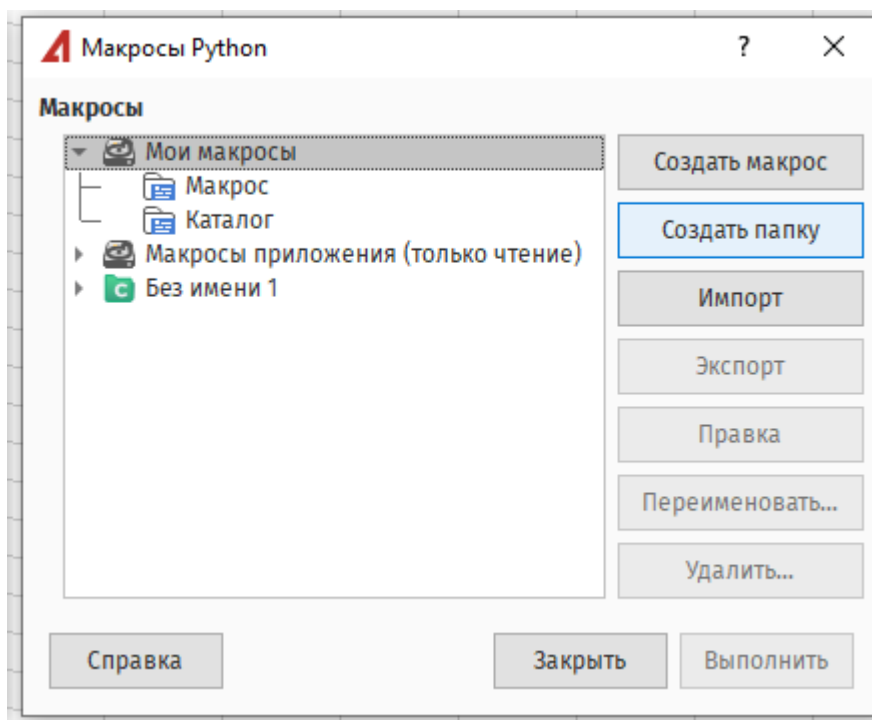 Макросы Python
?
Макросы
Мои макросы
Макрос
Каталог
Макросы приложения (только чтение)
Без имени 1
Создать макрос
Создать папку
Импорт
Экспорт
Правка
Переименовать...
Удалить...
Справка
Закрыть
Выполнить